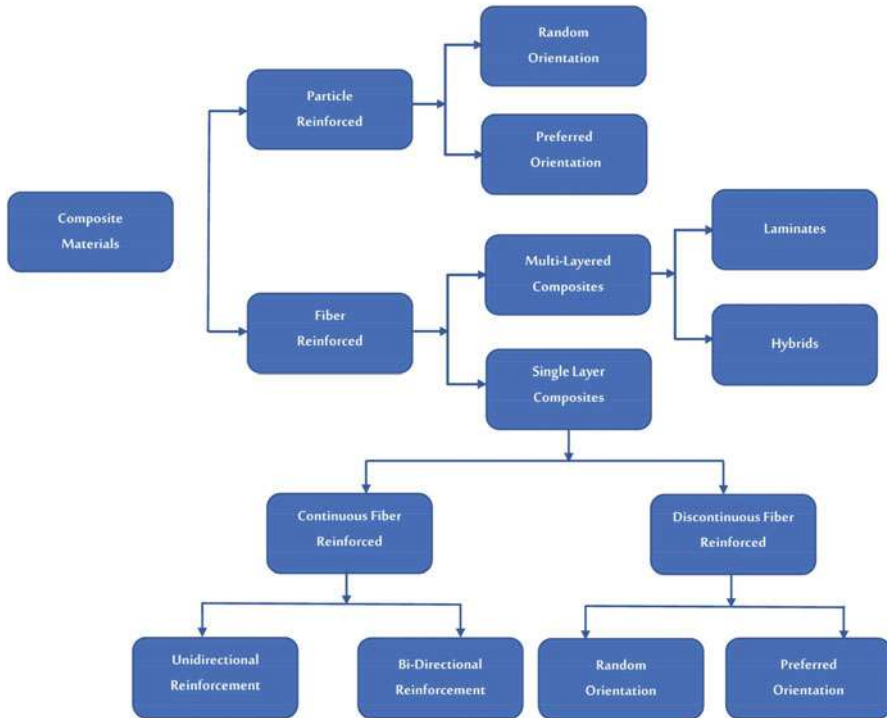 Random
Orientation
Particle
Reinforced
Preferred
Orientation
Composite
Materials
Multi-Layered
Composites
Laminates
Fiber
Reinforced
Hybrids
Single Layer
Composites
Continuous Fiber
Reinforced
Discontinuous Fiber
Reinforced
Unidirectional
Reinforcement
Bi-Directional
Reinforcement
Random
Orientation
Preferred
Orientation